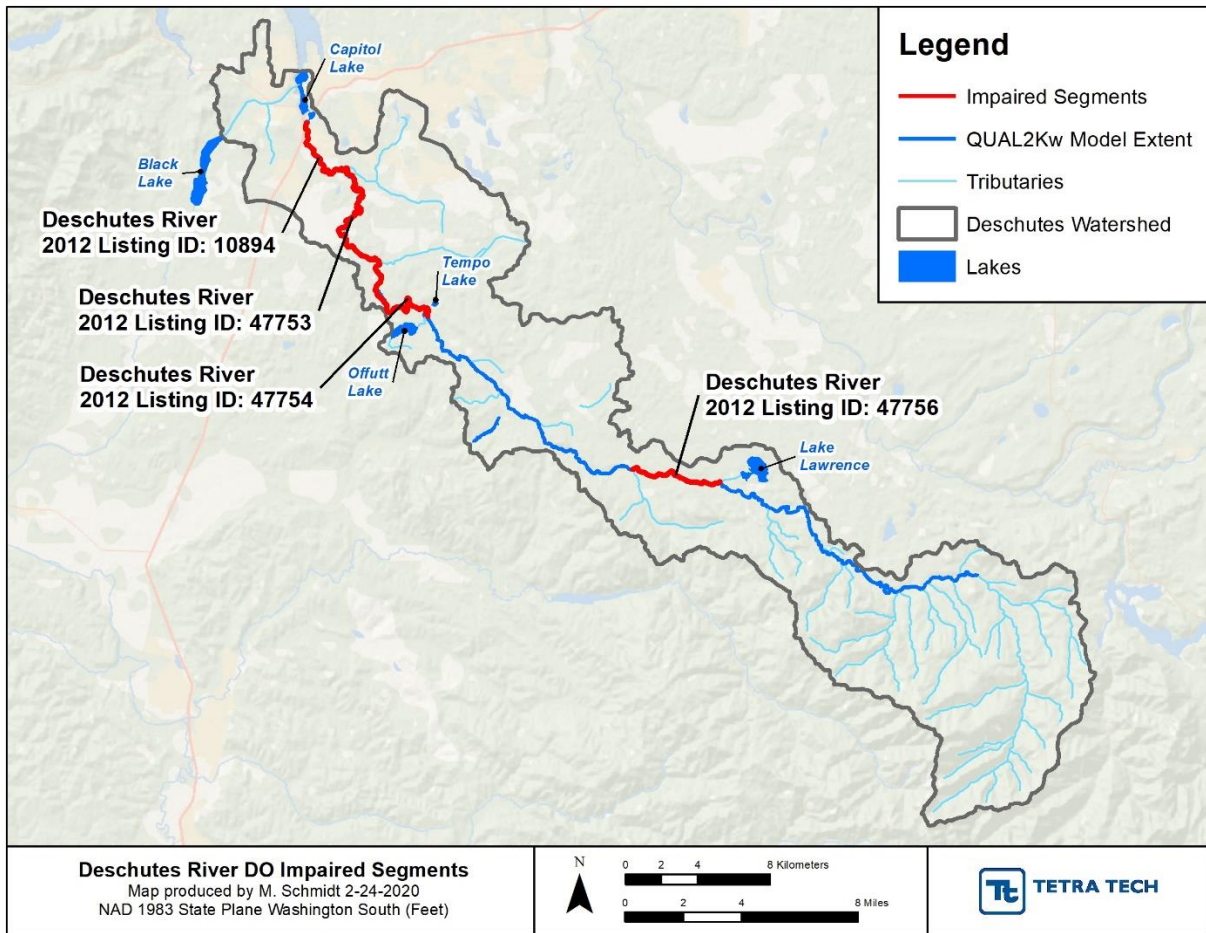 Legend
Impaired Segments
QUAL2Kw Model Extent
Tributaries
Deschutes Watershed
Lakes
Capitol
Lake
Black
Lake
Deschutes River
2012 Listing ID: 10894
Tempo
Lake
Deschutes River
2012 Listing ID: 47753
Deschutes River
2012 Listing ID: 47754
Offutt
Lake
Deschutes River
2012 Listing ID: 47756
Lake
Lawrence
Deschutes River DO Impaired Segments
Map produced by M. Schmidt 2-24-2020
NAD 1983 State Plane Washington South (Feet)
N
0 2 4 8 Kilometers
0 2 4 8 Miles
Tt TETRA TECH